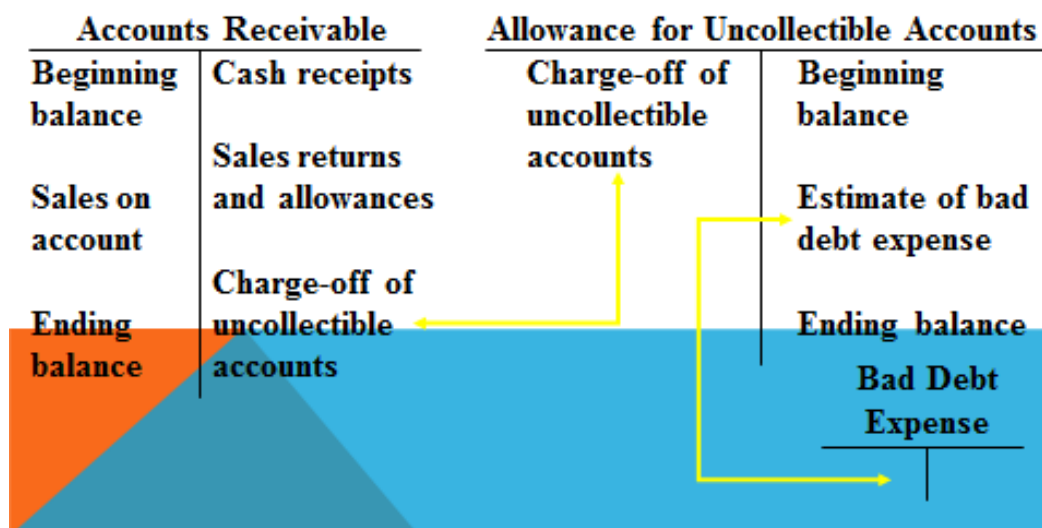 Accounts Receivable
Beginning
balance
Sales on
account
Ending
balance
Cash receipts
Sales returns
and allowances
Charge-off of
uncollectible
accounts
Allowance for Uncollectible Accounts
Charge-off of
uncollectible
accounts
Beginning
balance
Estimate of bad
debt expense
Ending balance
Bad Debt
Expense